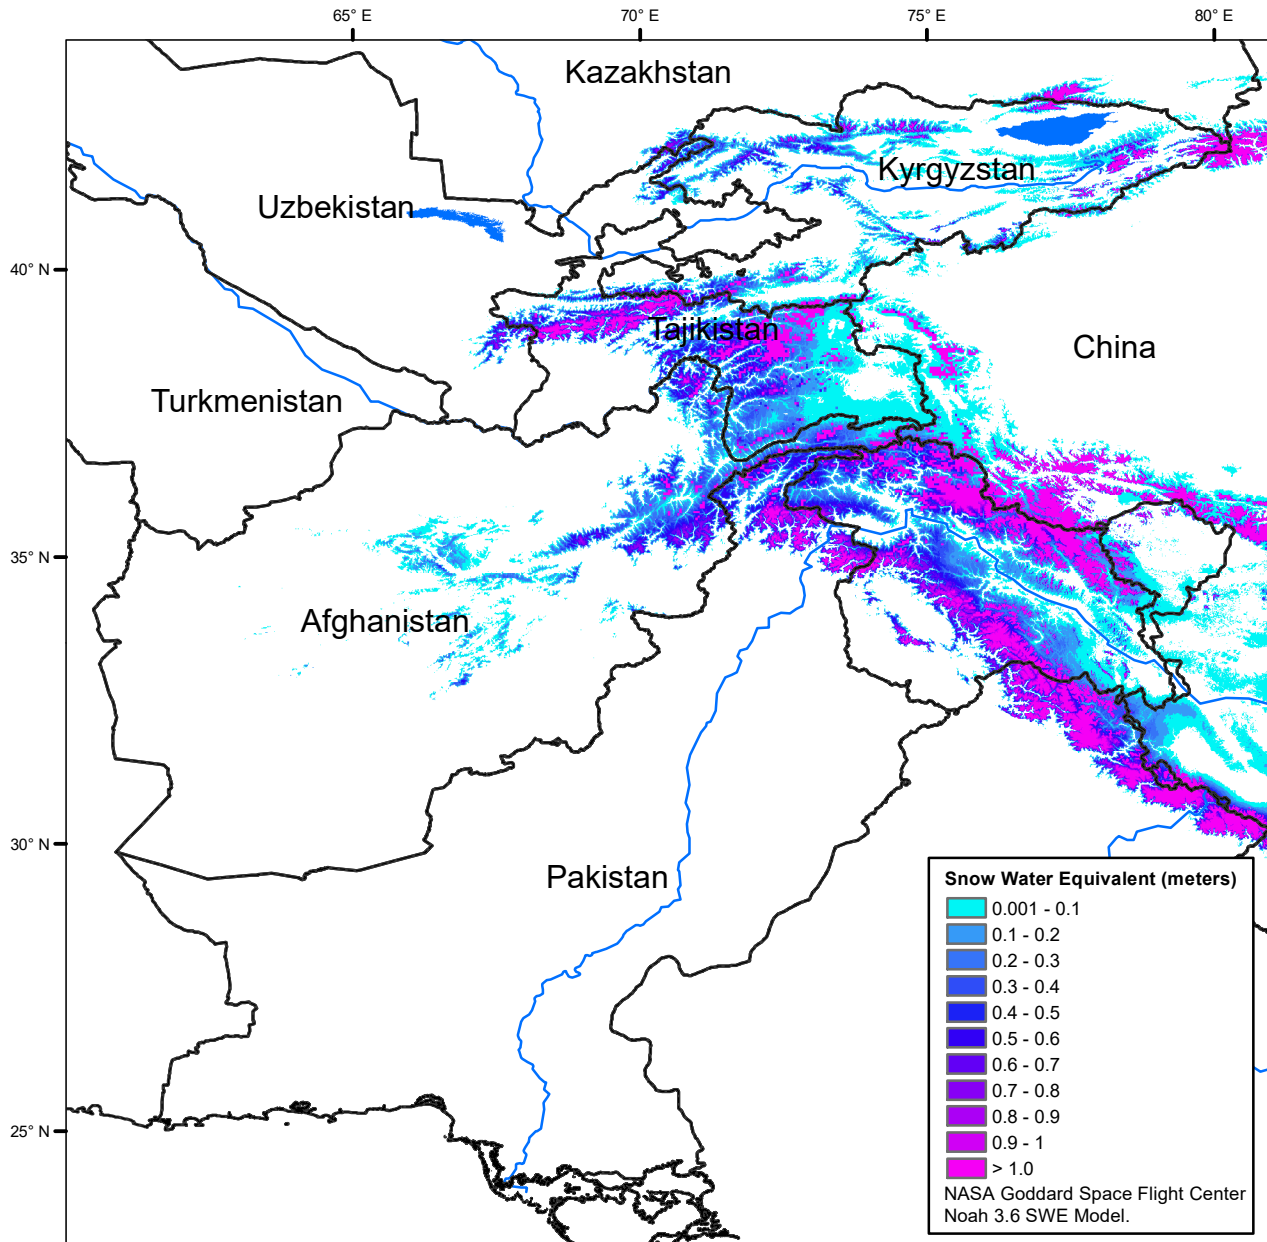 65° E
70° E
75° E
80° E
Kazakhstan
Kyrgyzstan
Uzbekistan
40° N
Tajikistan
China
Turkmenistan
35° N
Afghanistan
30° N
Pakistan
25° N
Snow Water Equivalent (meters)
0.001 - 0.1
0.1 - 0.2
0.2 - 0.3
0.3 - 0.4
0.4 - 0.5
0.5 - 0.6
0.6 - 0.7
0.7 - 0.8
0.8 - 0.9
0.9 - 1
> 1.0
NASA Goddard Space Flight Center
Noah 3.6 SWE Model.